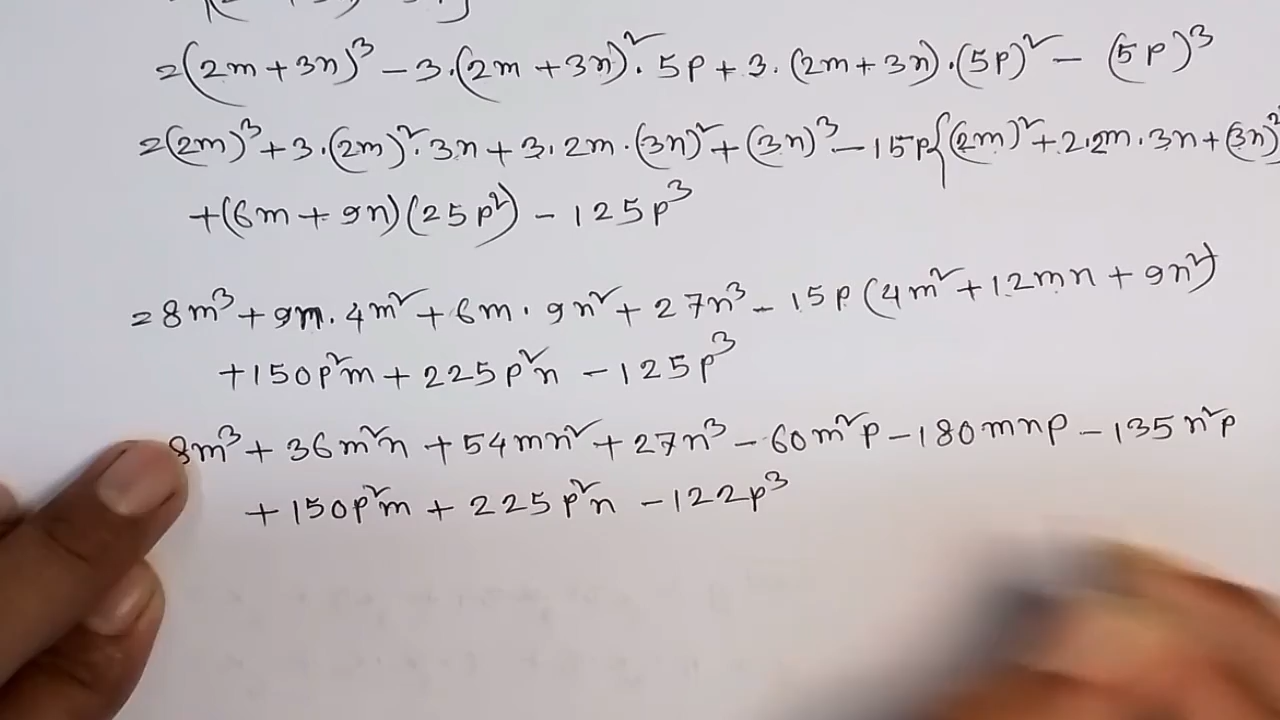 =(2m+3n)³ - 3.(2m+3n)². 5p + 3.(2m+3n).(5p)² - (5p)³
=(2m)³+3.(2m)².3n+3.2m.(3n)²+(3n)³-15p{(2m)²+2.2m.3n+(3n)²
+(6m+9n)(25p²) - 125p³
=8m³+9n.4m²+6m.9n²+27n³-15p(4m²+12mn+9n²)
+150p²m+225p²n-125p³
8m³+36m²n+54mn²+27n³-60m²p-180mnp-135n²p
+150p²m+225p²n-122p³